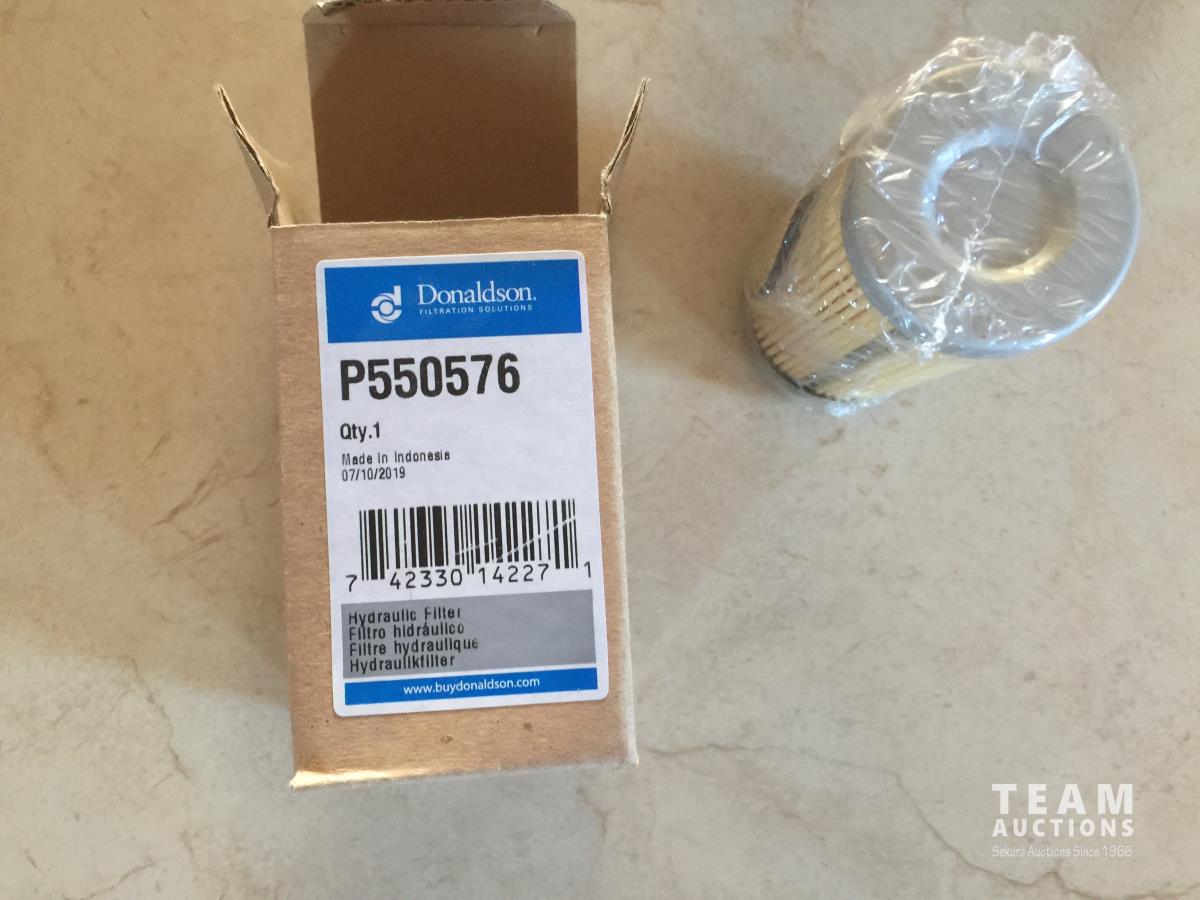 Donaldson.
FILTRATION SOLUTIONS
P550576
Qty.1
Made in Indonesia
07/10/2019
7 42330 14227 1
Hydraulic Filter
Filtro hidráulico
Filtre hydraulique
Hydraulikfilter
www.buydonaldson.com
TEAM
AUCTIONS
Sekura Auctions Since 1966